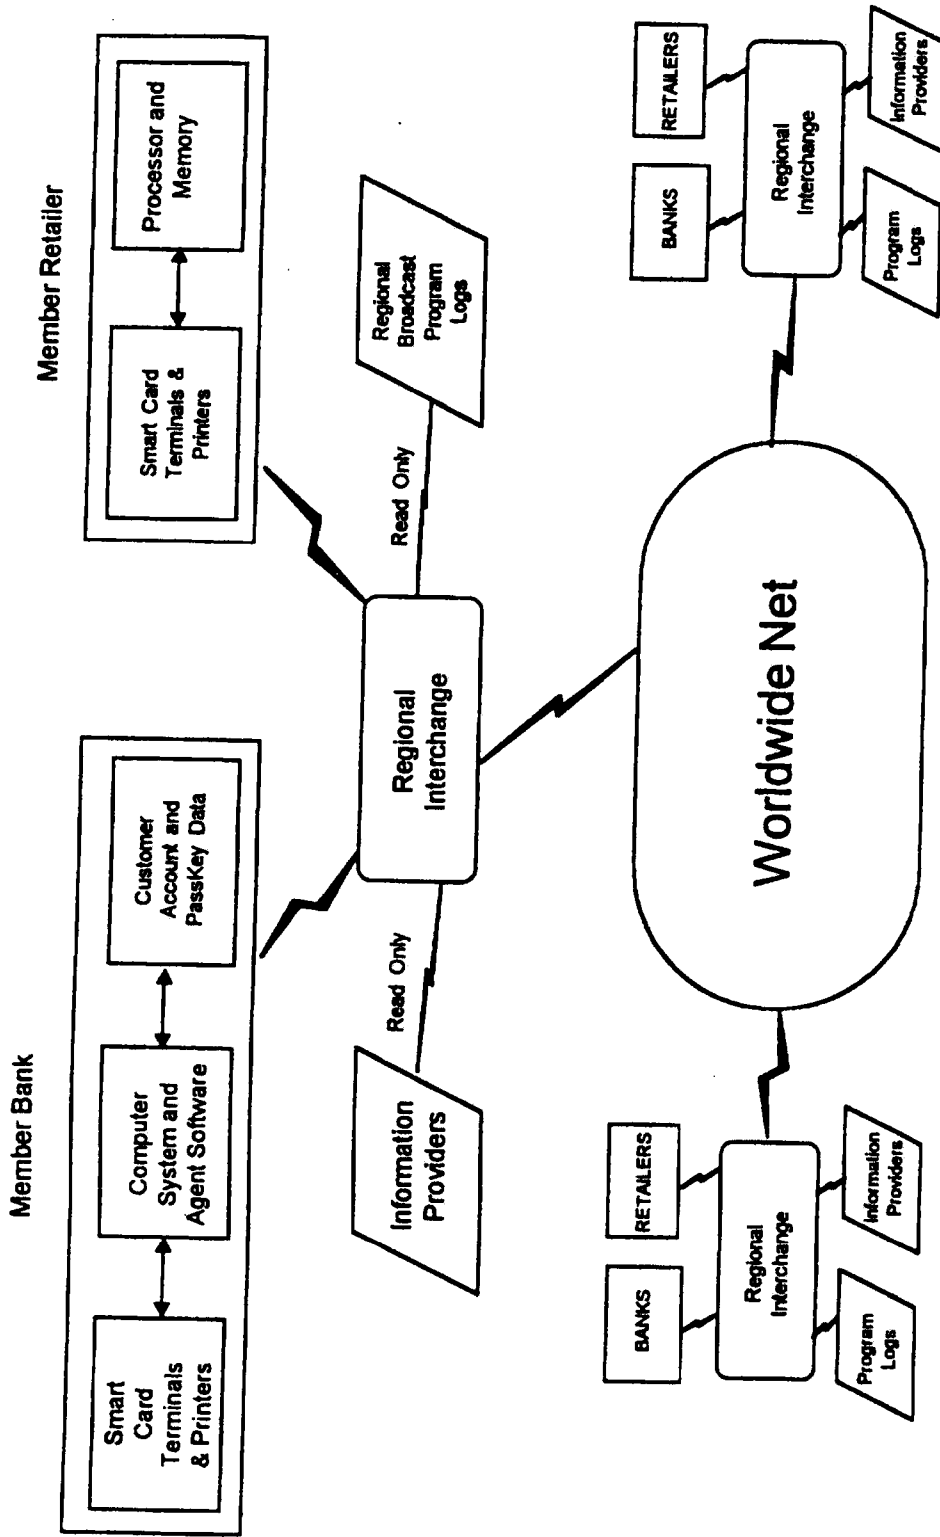 Member Bank
Smart
Card
Terminals
& Printers
Computer
System and
Agent Software
Customer
Account and
PassKey Data
Member Retailer
Smart Card
Terminals &
Printers
Processor and
Memory
Information
Providers
Read Only
Regional
Interchange
Read Only
Regional
Broadcast
Program
Logs
BANKS
RETAILERS
Regional
Interchange
Program
Logs
Information
Providers
Worldwide Net
BANKS
RETAILERS
Regional
Interchange
Program
Logs
Information
Providers